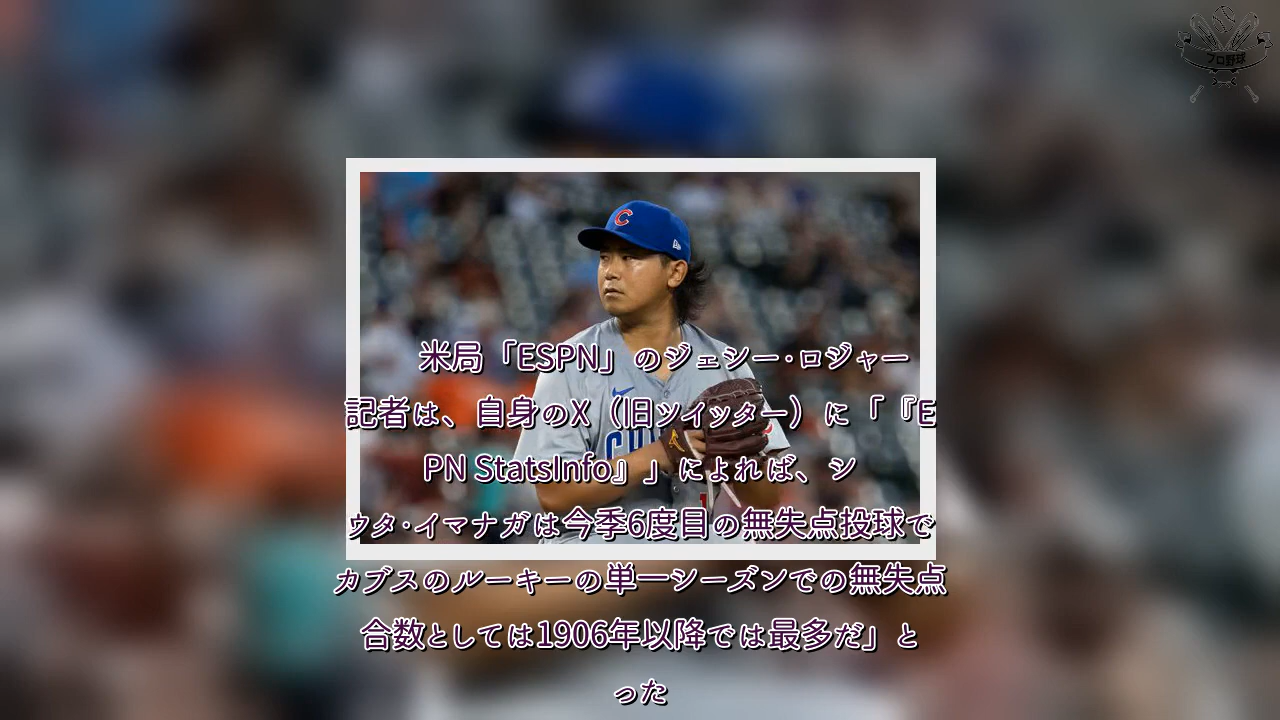 プロ野球
米局「ESPN」のジェシー・ロジャー
記者は、自身のX（旧ツイッター）に「『E
PN StatsInfo』」によれば、シ
ウタ・イマナガは今季6度目の無失点投球で
カブスのルーキーの単一シーズンでの無失点
合数としては1906年以降では最多だ」と
った
C